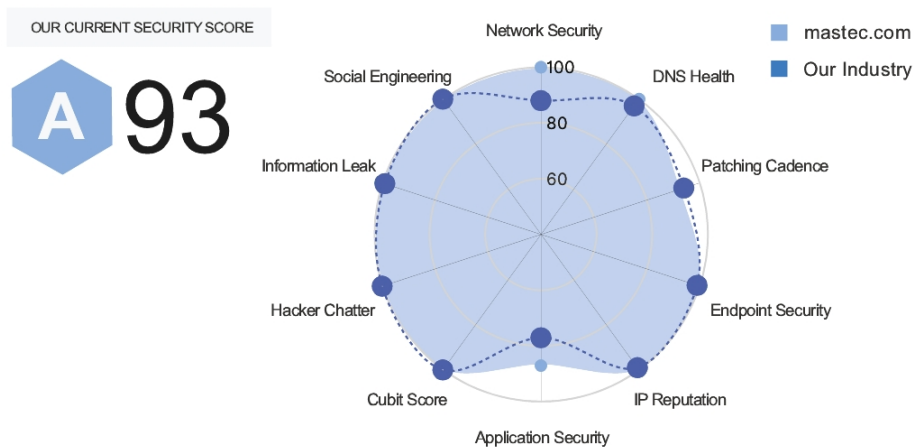 OUR CURRENT SECURITY SCORE
A 93
mastec.com
Our Industry
Network Security
Social Engineering
100
DNS Health
80
Information Leak
Patching Cadence
60
Hacker Chatter
Endpoint Security
Cubit Score
IP Reputation
Application Security